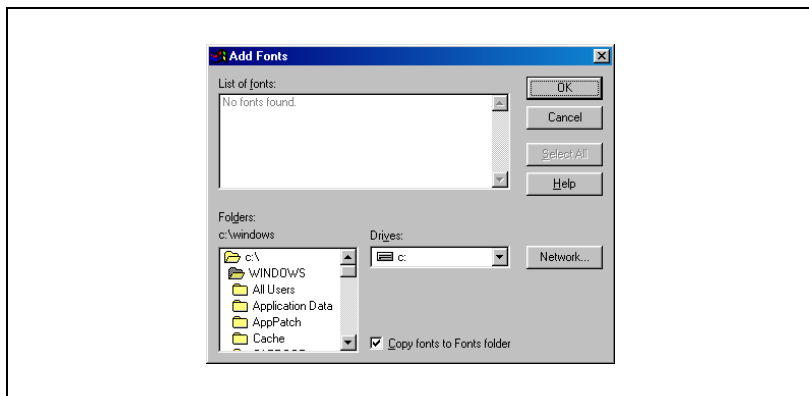 Add Fonts
List of fonts:
No fonts found.
OK
Cancel
Select All
Help
Folders:
c:\windows
Drives:
c:\
WINDOWS
All Users
Application Data
AppPatch
Cache
c:
Network...
Copy fonts to Fonts folder